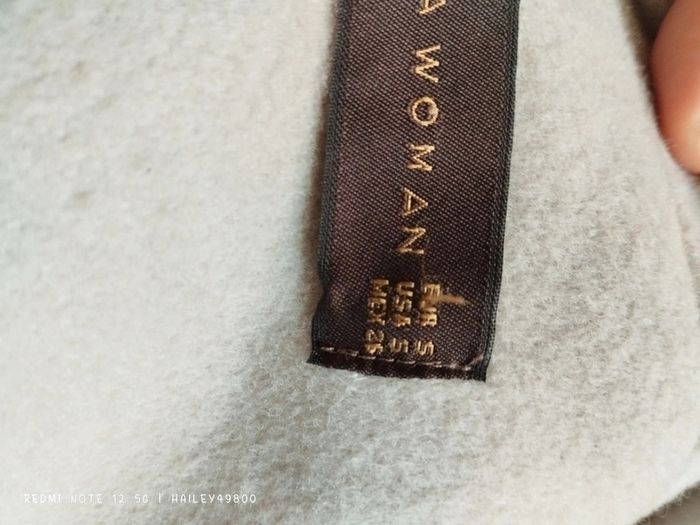 A WOMAN
EUR S
USA S
MEX 26
REDMI NOTE 12 5G | HAILEY49800